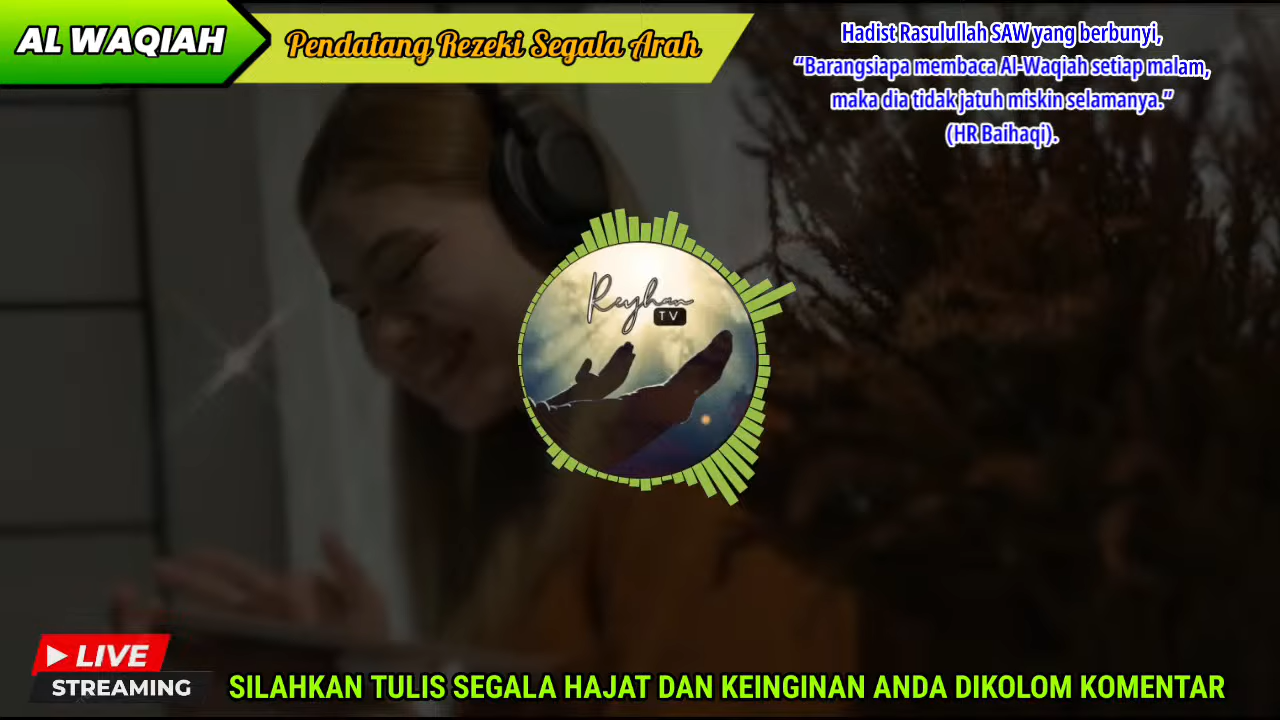 AL WAQIAH
Pendatang Rezeki Segala Arah
Hadist Rasulullah SAW yang berbunyi,
“Barangsiapa membaca Al-Waqiah setiap malam,
maka dia tidak jatuh miskin selamanya.”
(HR Baihaqi).
Reyhan
TV
LIVE
STREAMING
SILAHKAN TULIS SEGALA HAJAT DAN KEINGINAN ANDA DIKOLOM KOMENTAR